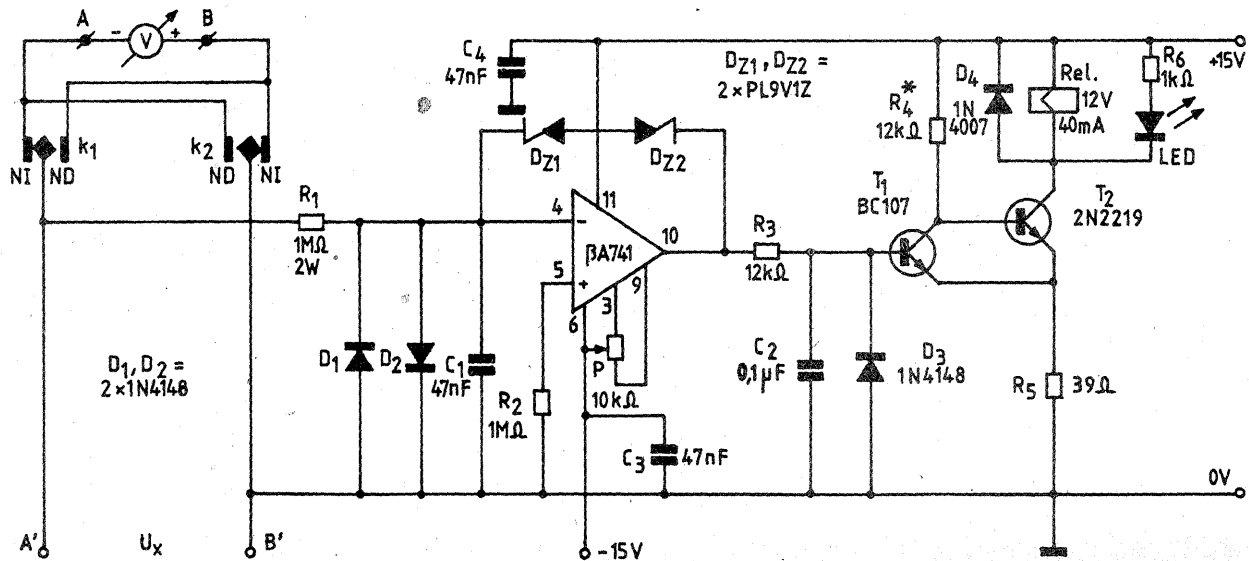 A - V + B
C4
47nF
DZ1, DZ2 =
2×PL9V1Z
D4
1N
4007
Rel.
12V
40mA
R6
1kΩ
+15V
R4*
12kΩ
LED
k1
k2
NI ND
ND NI
DZ1
DZ2
R1
1MΩ
2W
4 -
11
βA741
10
5 +
6
3
9
R3
12kΩ
T1
BC107
T2
2N2219
D1, D2 =
2×1N4148
D1
D2
C1
47nF
R2
1MΩ
P
10kΩ
C3
47nF
C2
0,1μF
D3
1N4148
R5
39Ω
0V
A'
Ux
B'
-15V